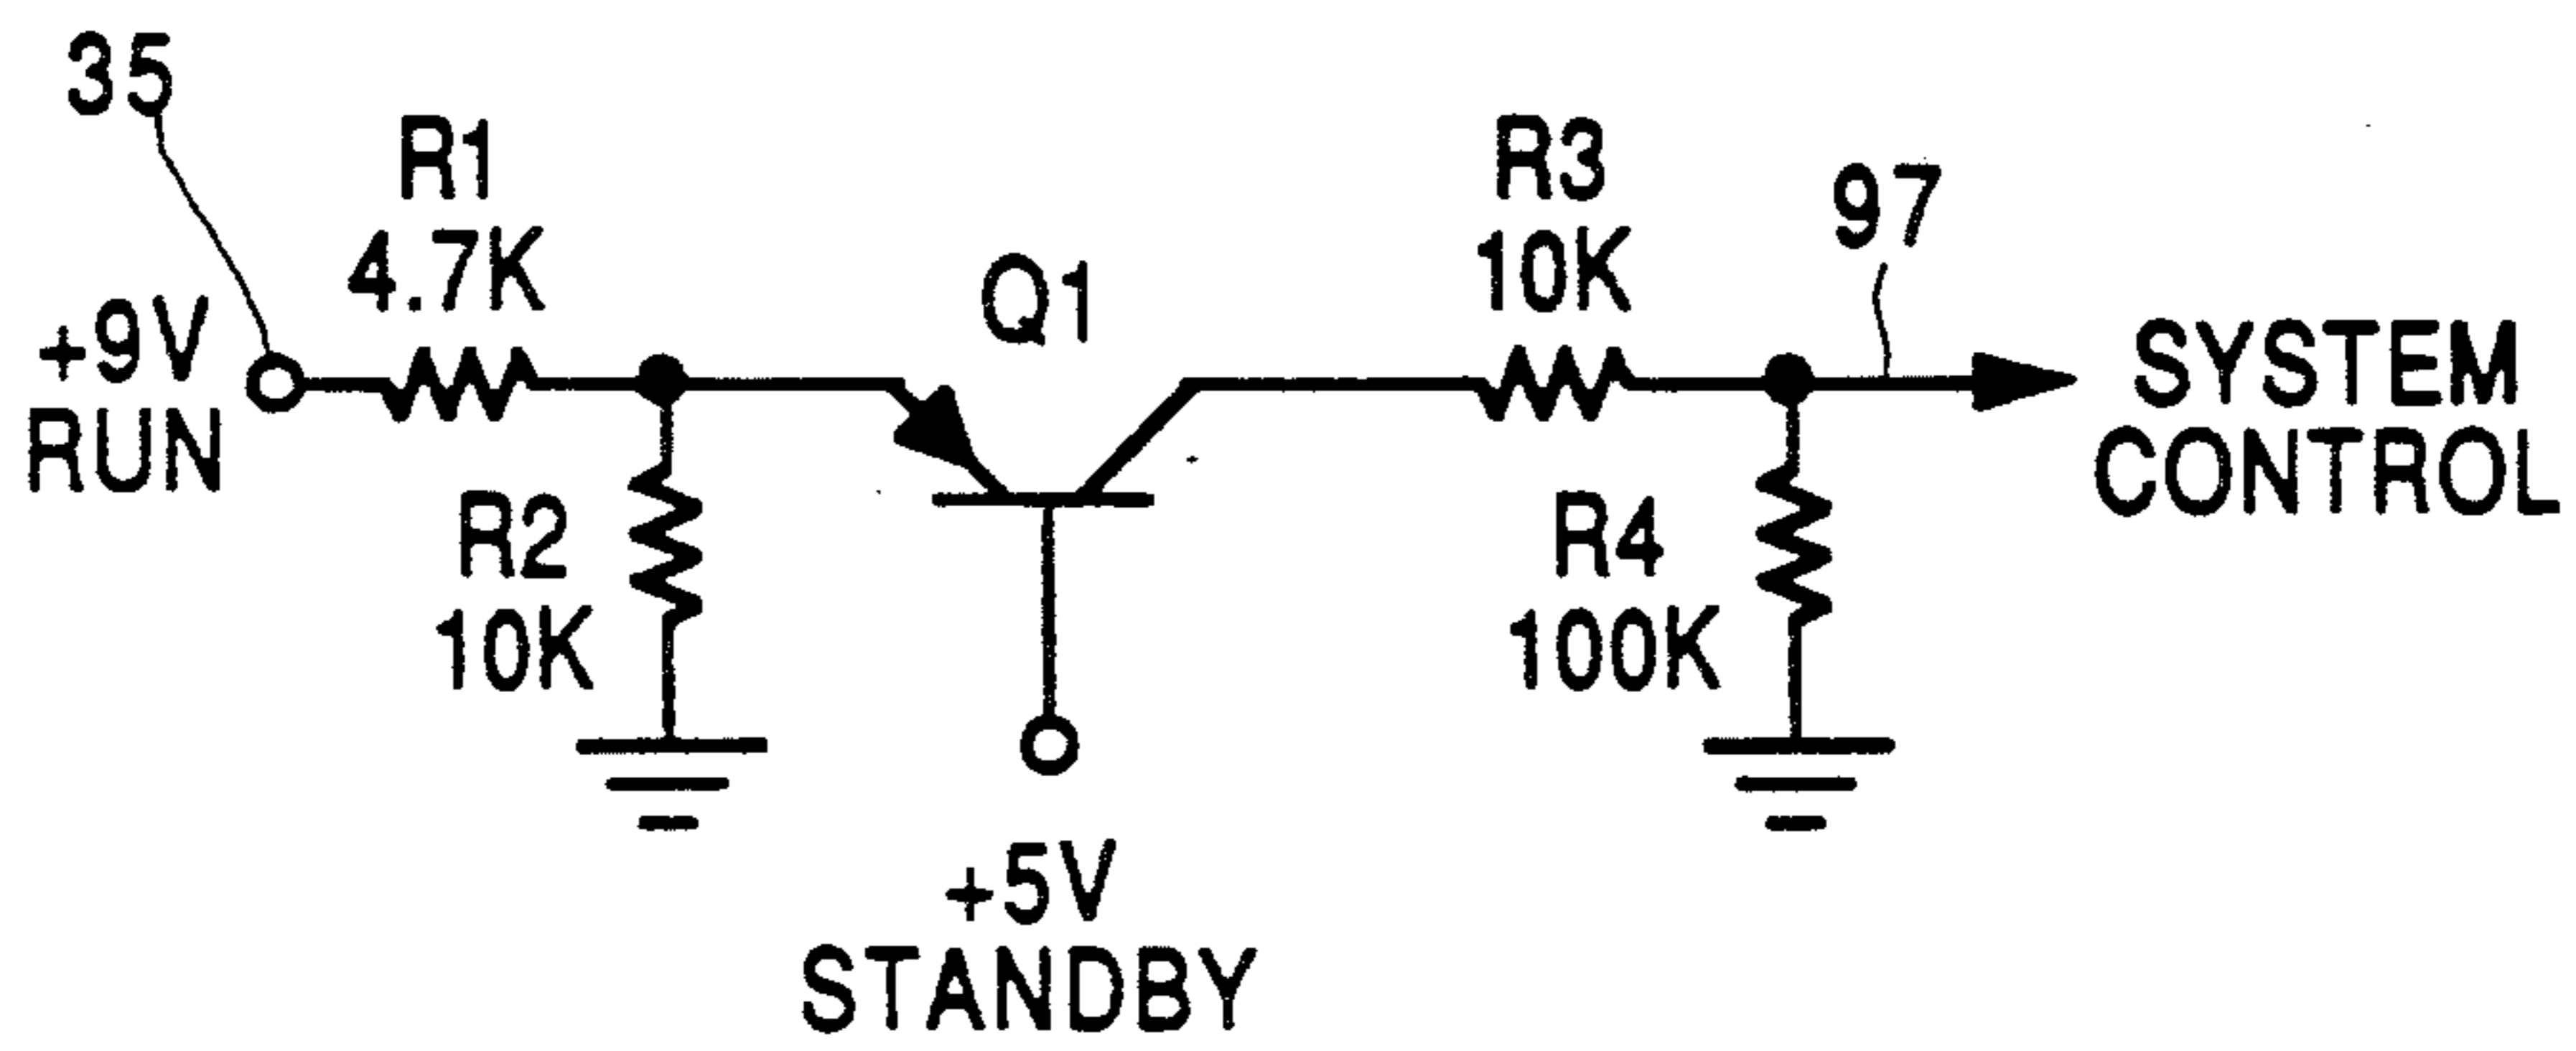 35
R1
4.7K
+9V
RUN
R2
10K
Q1
+5V
STANDBY
R3
10K
97
R4
100K
SYSTEM
CONTROL